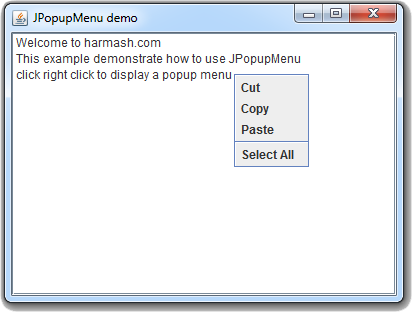 JPopupMenu demo
Welcome to harmash.com
This example demonstrate how to use JPopupMenu
click right click to display a popup menu
Cut
Copy
Paste
Select All